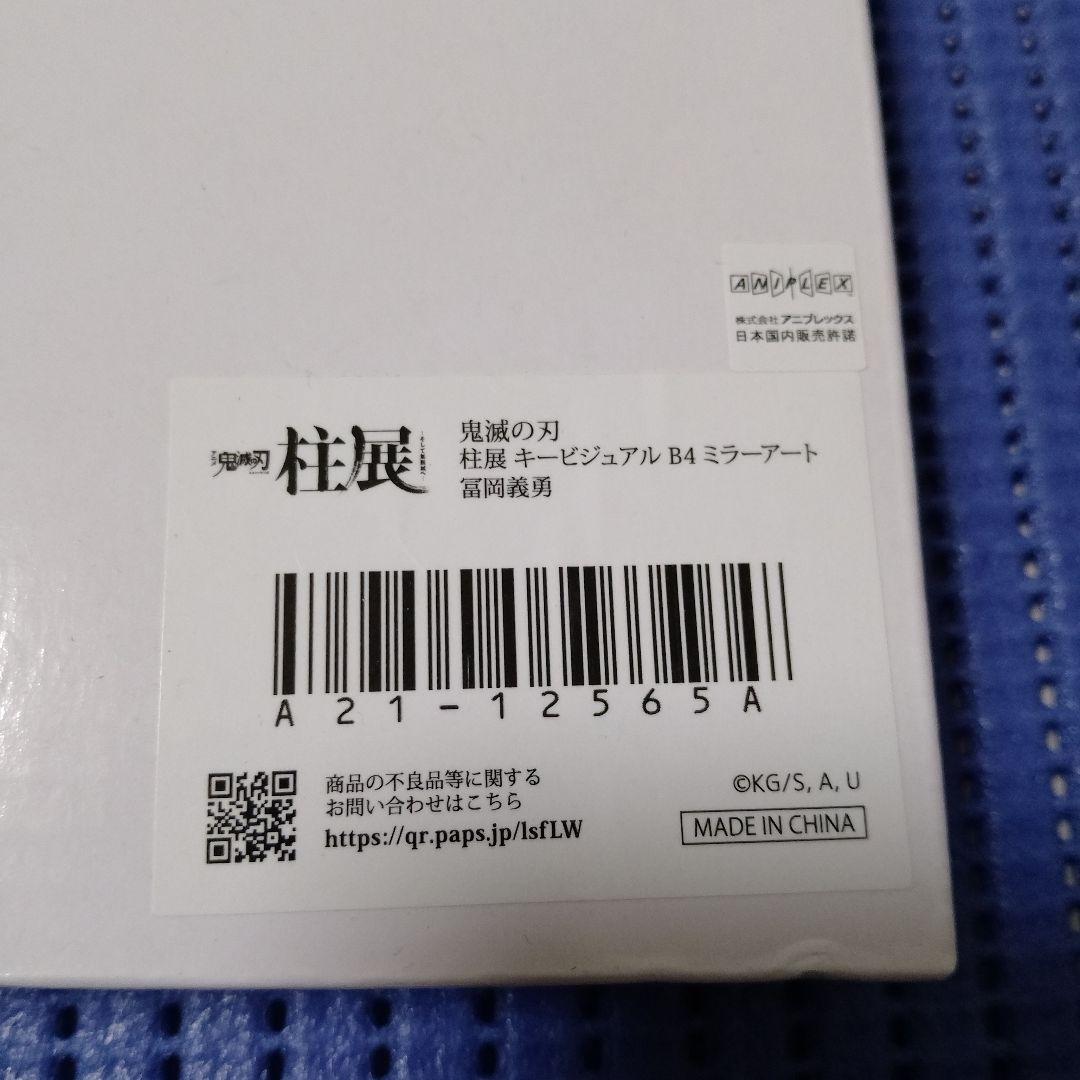 ANIPLEX
株式会社アニプレックス
日本国内販売許諾
アニメ
鬼滅の刃
柱展
鬼滅の刃
柱展 キービジュアル B4 ミラーアート
冨岡義勇
A21-12565A
商品の不良品等に関する
お問い合わせはこちら
https://qr.paps.jp/lsfLW
©KG/S, A, U
MADE IN CHINA